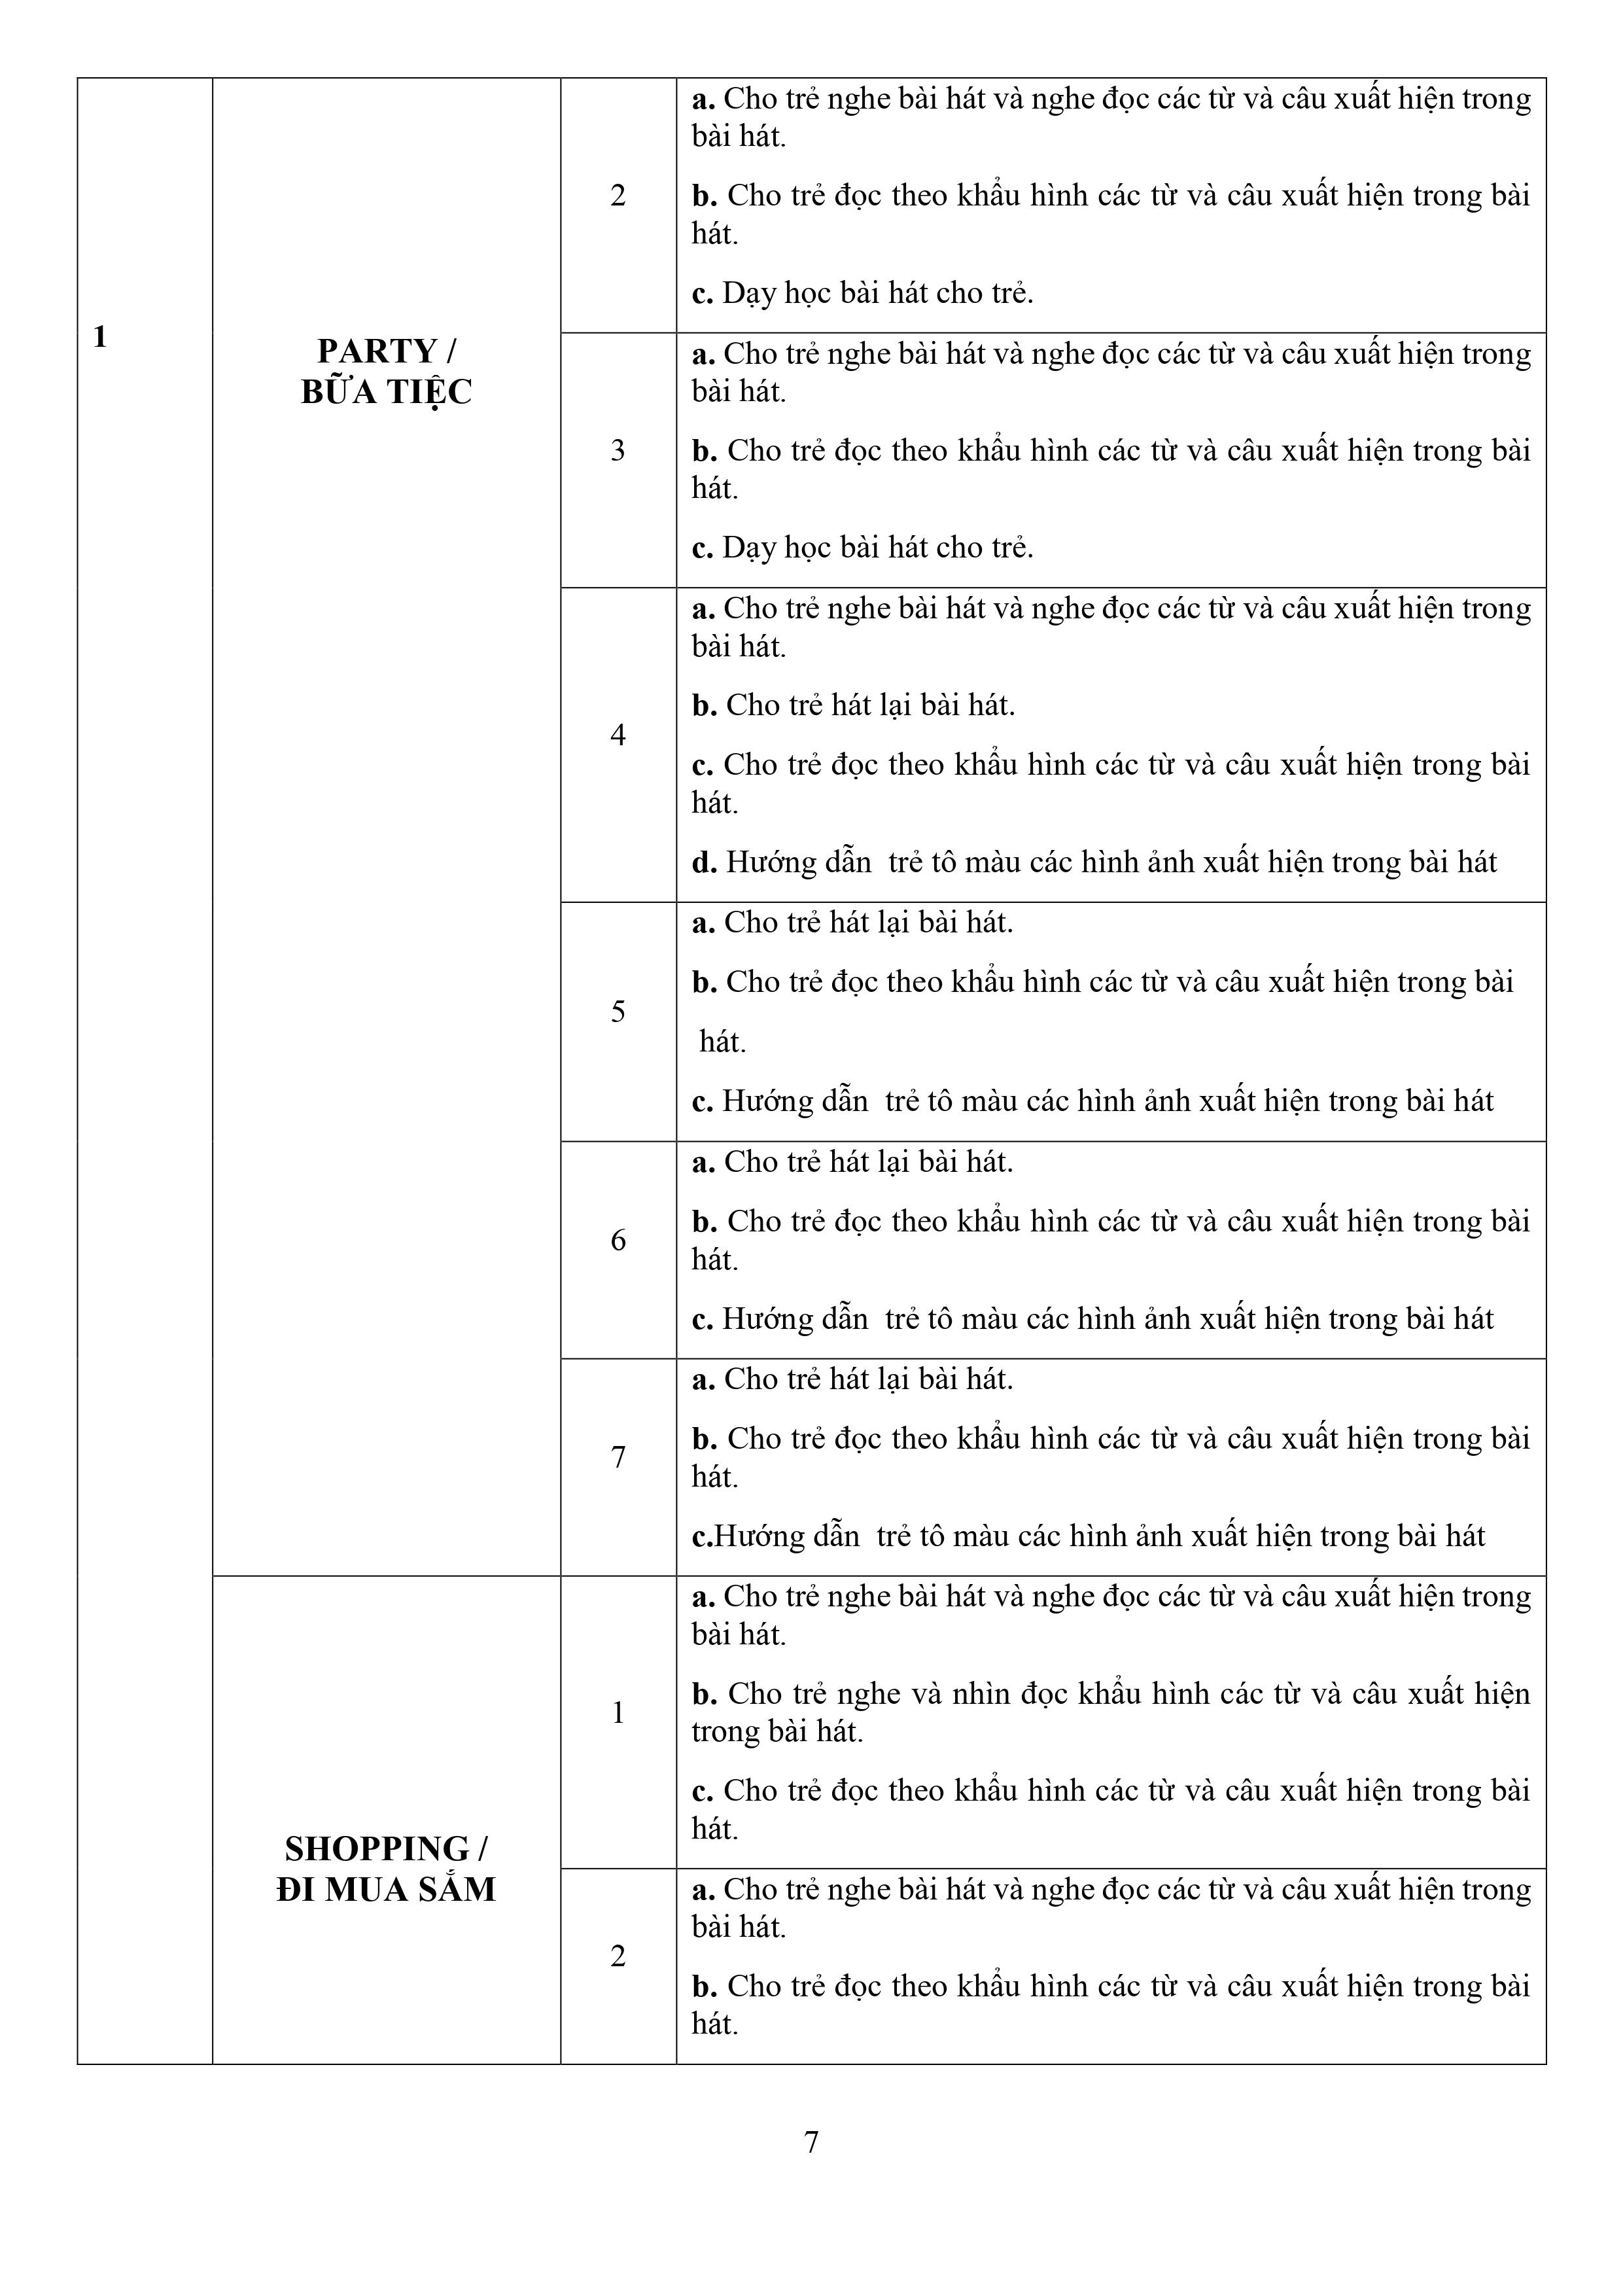 1
PARTY /
BỮA TIỆC
2
a. Cho trẻ nghe bài hát và nghe đọc các từ và câu xuất hiện trong
bài hát.
b. Cho trẻ đọc theo khẩu hình các từ và câu xuất hiện trong bài
hát.
c. Dạy học bài hát cho trẻ.
3
a. Cho trẻ nghe bài hát và nghe đọc các từ và câu xuất hiện trong
bài hát.
b. Cho trẻ đọc theo khẩu hình các từ và câu xuất hiện trong bài
hát.
c. Dạy học bài hát cho trẻ.
4
a. Cho trẻ nghe bài hát và nghe đọc các từ và câu xuất hiện trong
bài hát.
b. Cho trẻ hát lại bài hát.
c. Cho trẻ đọc theo khẩu hình các từ và câu xuất hiện trong bài
hát.
d. Hướng dẫn  trẻ tô màu các hình ảnh xuất hiện trong bài hát
5
a. Cho trẻ hát lại bài hát.
b. Cho trẻ đọc theo khẩu hình các từ và câu xuất hiện trong bài
hát.
c. Hướng dẫn  trẻ tô màu các hình ảnh xuất hiện trong bài hát
6
a. Cho trẻ hát lại bài hát.
b. Cho trẻ đọc theo khẩu hình các từ và câu xuất hiện trong bài
hát.
c. Hướng dẫn  trẻ tô màu các hình ảnh xuất hiện trong bài hát
7
a. Cho trẻ hát lại bài hát.
b. Cho trẻ đọc theo khẩu hình các từ và câu xuất hiện trong bài
hát.
c.Hướng dẫn  trẻ tô màu các hình ảnh xuất hiện trong bài hát
SHOPPING /
ĐI MUA SẮM
1
a. Cho trẻ nghe bài hát và nghe đọc các từ và câu xuất hiện trong
bài hát.
b. Cho trẻ nghe và nhìn đọc khẩu hình các từ và câu xuất hiện
trong bài hát.
c. Cho trẻ đọc theo khẩu hình các từ và câu xuất hiện trong bài
hát.
2
a. Cho trẻ nghe bài hát và nghe đọc các từ và câu xuất hiện trong
bài hát.
b. Cho trẻ đọc theo khẩu hình các từ và câu xuất hiện trong bài
hát.
7